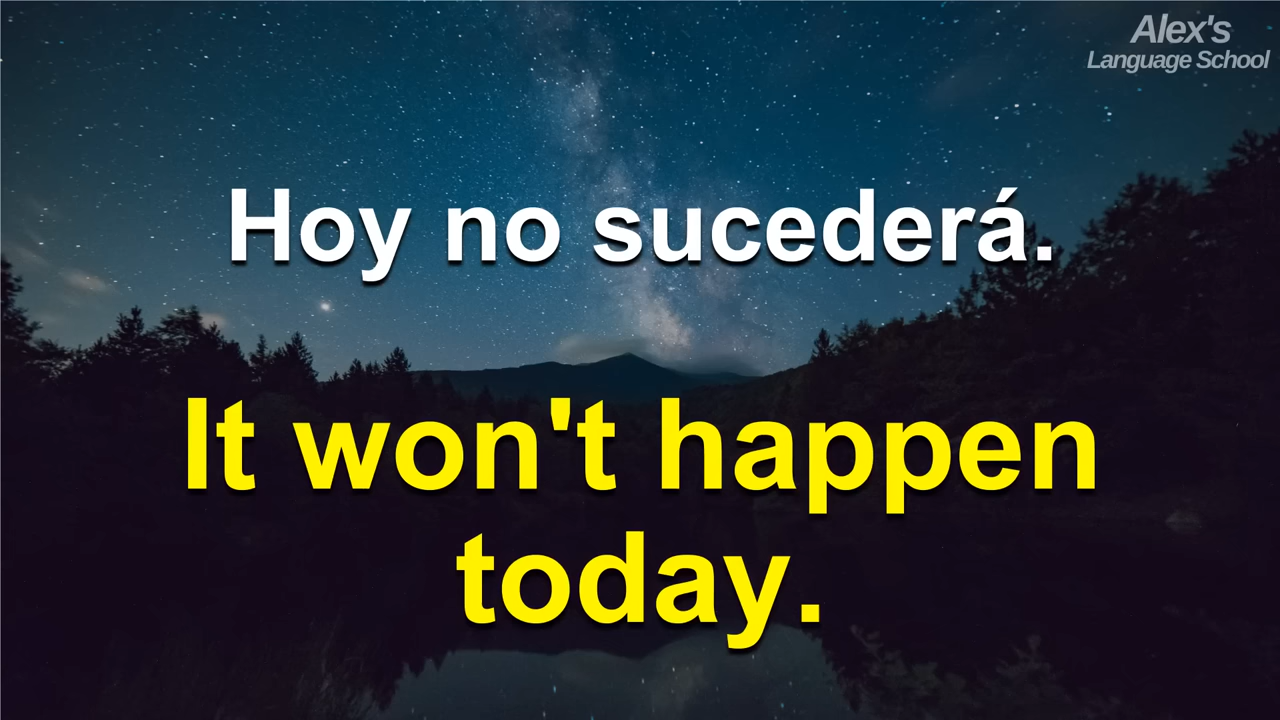 Alex's
Language School
Hoy no sucederá.
It won't happen
today.